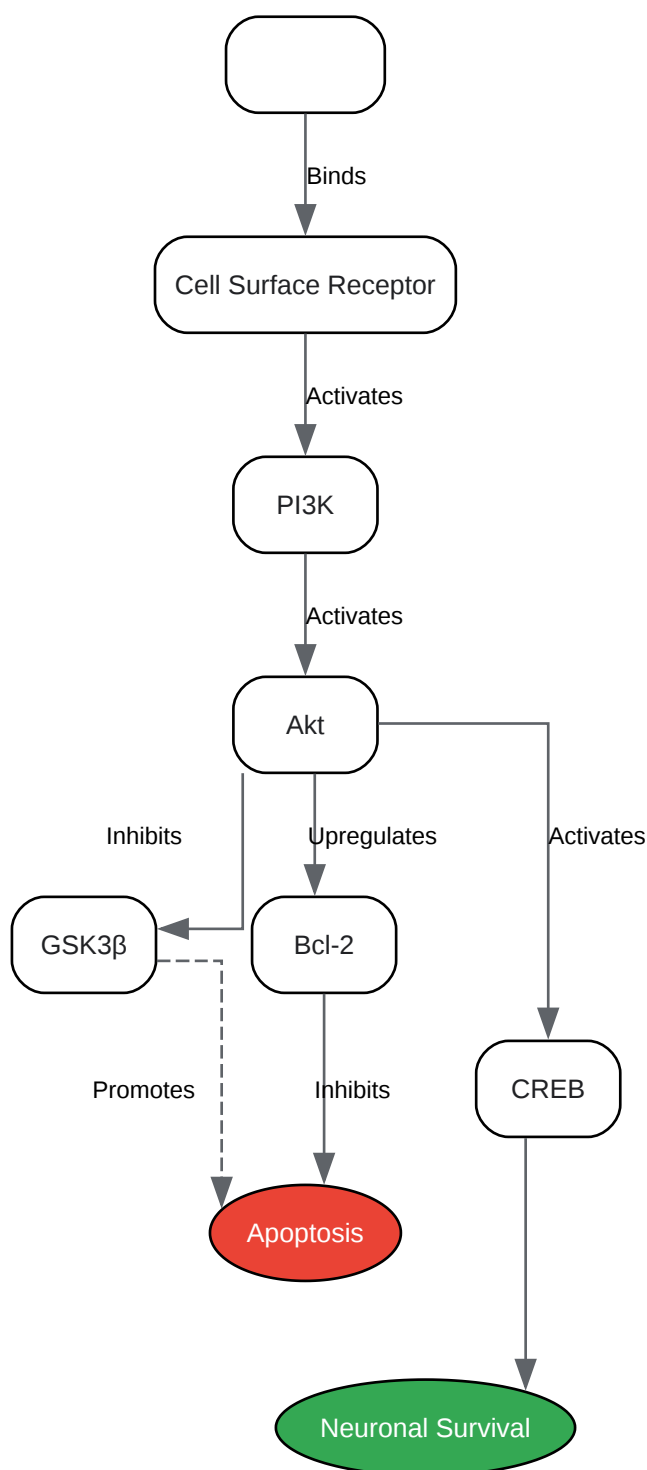 Binds
Cell Surface Receptor
Activates
PI3K
Activates
Akt
Inhibits
Upregulates
Activates
GSK3β
Bcl-2
Promotes
Inhibits
CREB
Apoptosis
Neuronal Survival